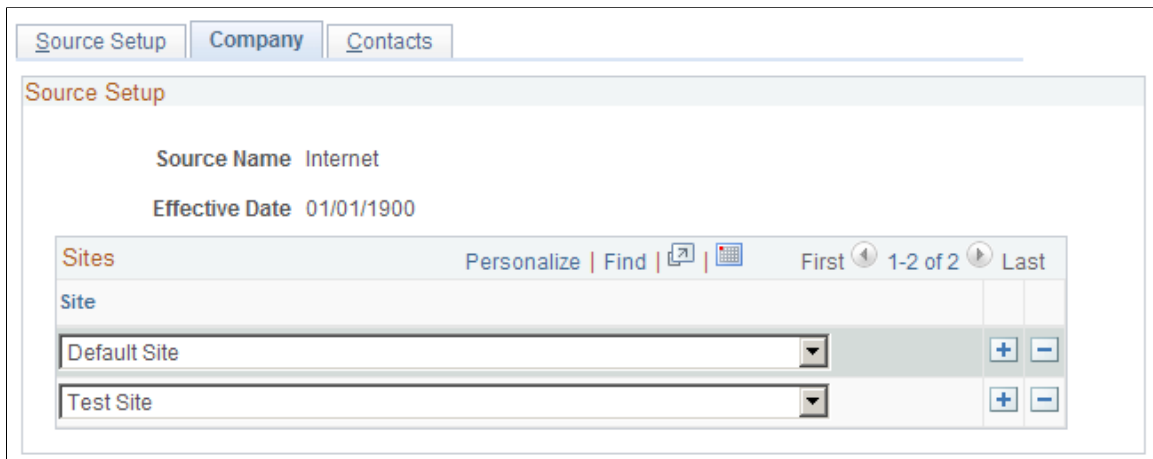 Source Setup Company Contacts
Source Setup
Source Name Internet
Effective Date 01/01/1900
Sites Personalize | Find | | First 1-2 of 2 Last
Site
Default Site
Test Site